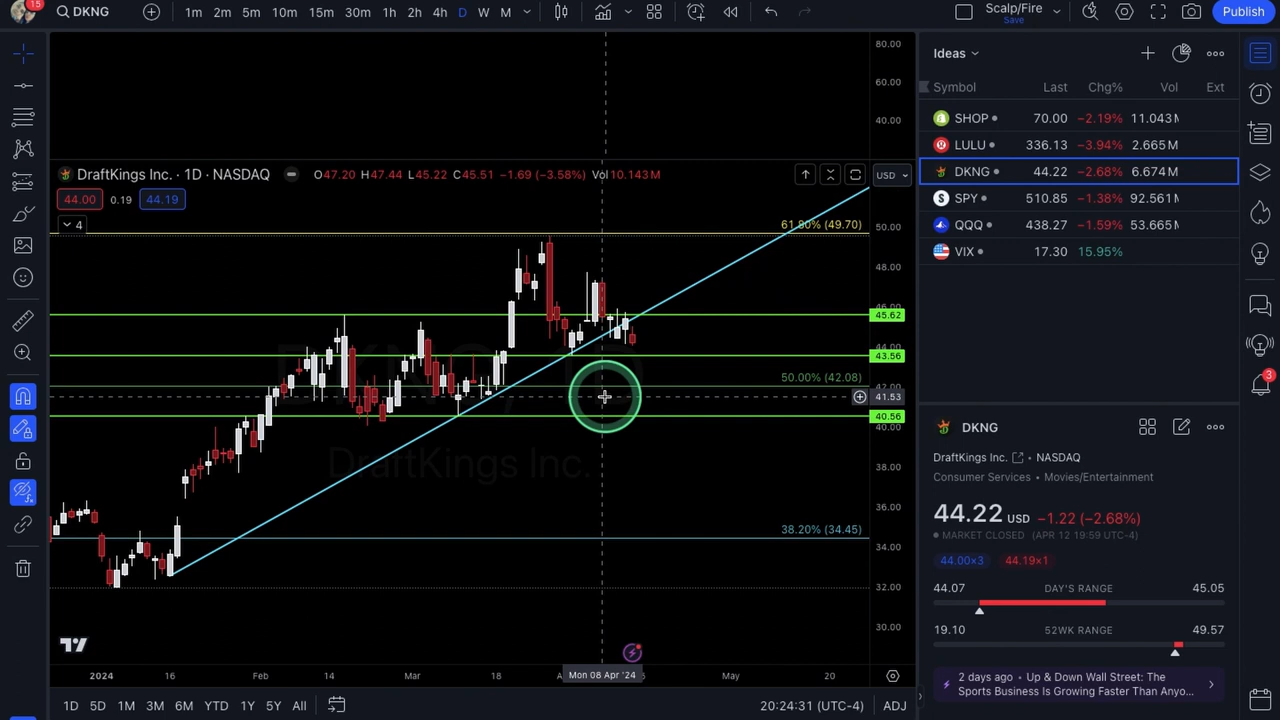 15
DKNG
1m 2m 5m 10m 15m 30m 1h 2h 4h D W M
Scalp/Fire
Save
Publish
80.00
60.00
40.00
DraftKings Inc. · 1D · NASDAQ
O47.20 H47.44 L45.22 C45.51 −1.69 (−3.58%) Vol10.143M
USD
44.00 0.19 44.19
4
61.80% (49.70)
50.00
48.00
45.62
43.56
50.00% (42.08)
42.00
41.53
40.56
40.00
DKNG, 1D
DraftKings Inc.
38.00
36.00
38.20% (34.45)
34.00
32.00
30.00
2024 16 Feb 14 Mar 18 Mon 08 Apr '24 May 20
1D 5D 1M 3M 6M YTD 1Y 5Y All
20:24:31 (UTC-4) ADJ
Ideas
Symbol Last Chg% Vol Ext
SHOP 70.00 −2.19% 11.043M
LULU 336.13 −3.94% 2.665M
DKNG 44.22 −2.68% 6.674M
SPY 510.85 −1.38% 92.561M
QQQ 438.27 −1.59% 53.665M
VIX 17.30 15.95%
3
DKNG
DraftKings Inc. • NASDAQ
Consumer Services • Movies/Entertainment
44.22 USD −1.22 (−2.68%)
MARKET CLOSED (APR 12 19:59 UTC-4)
44.00×3 44.19×1
44.07 DAY'S RANGE 45.05
19.10 52WK RANGE 49.57
2 days ago • Up & Down Wall Street: The
Sports Business Is Growing Faster Than Anyo...